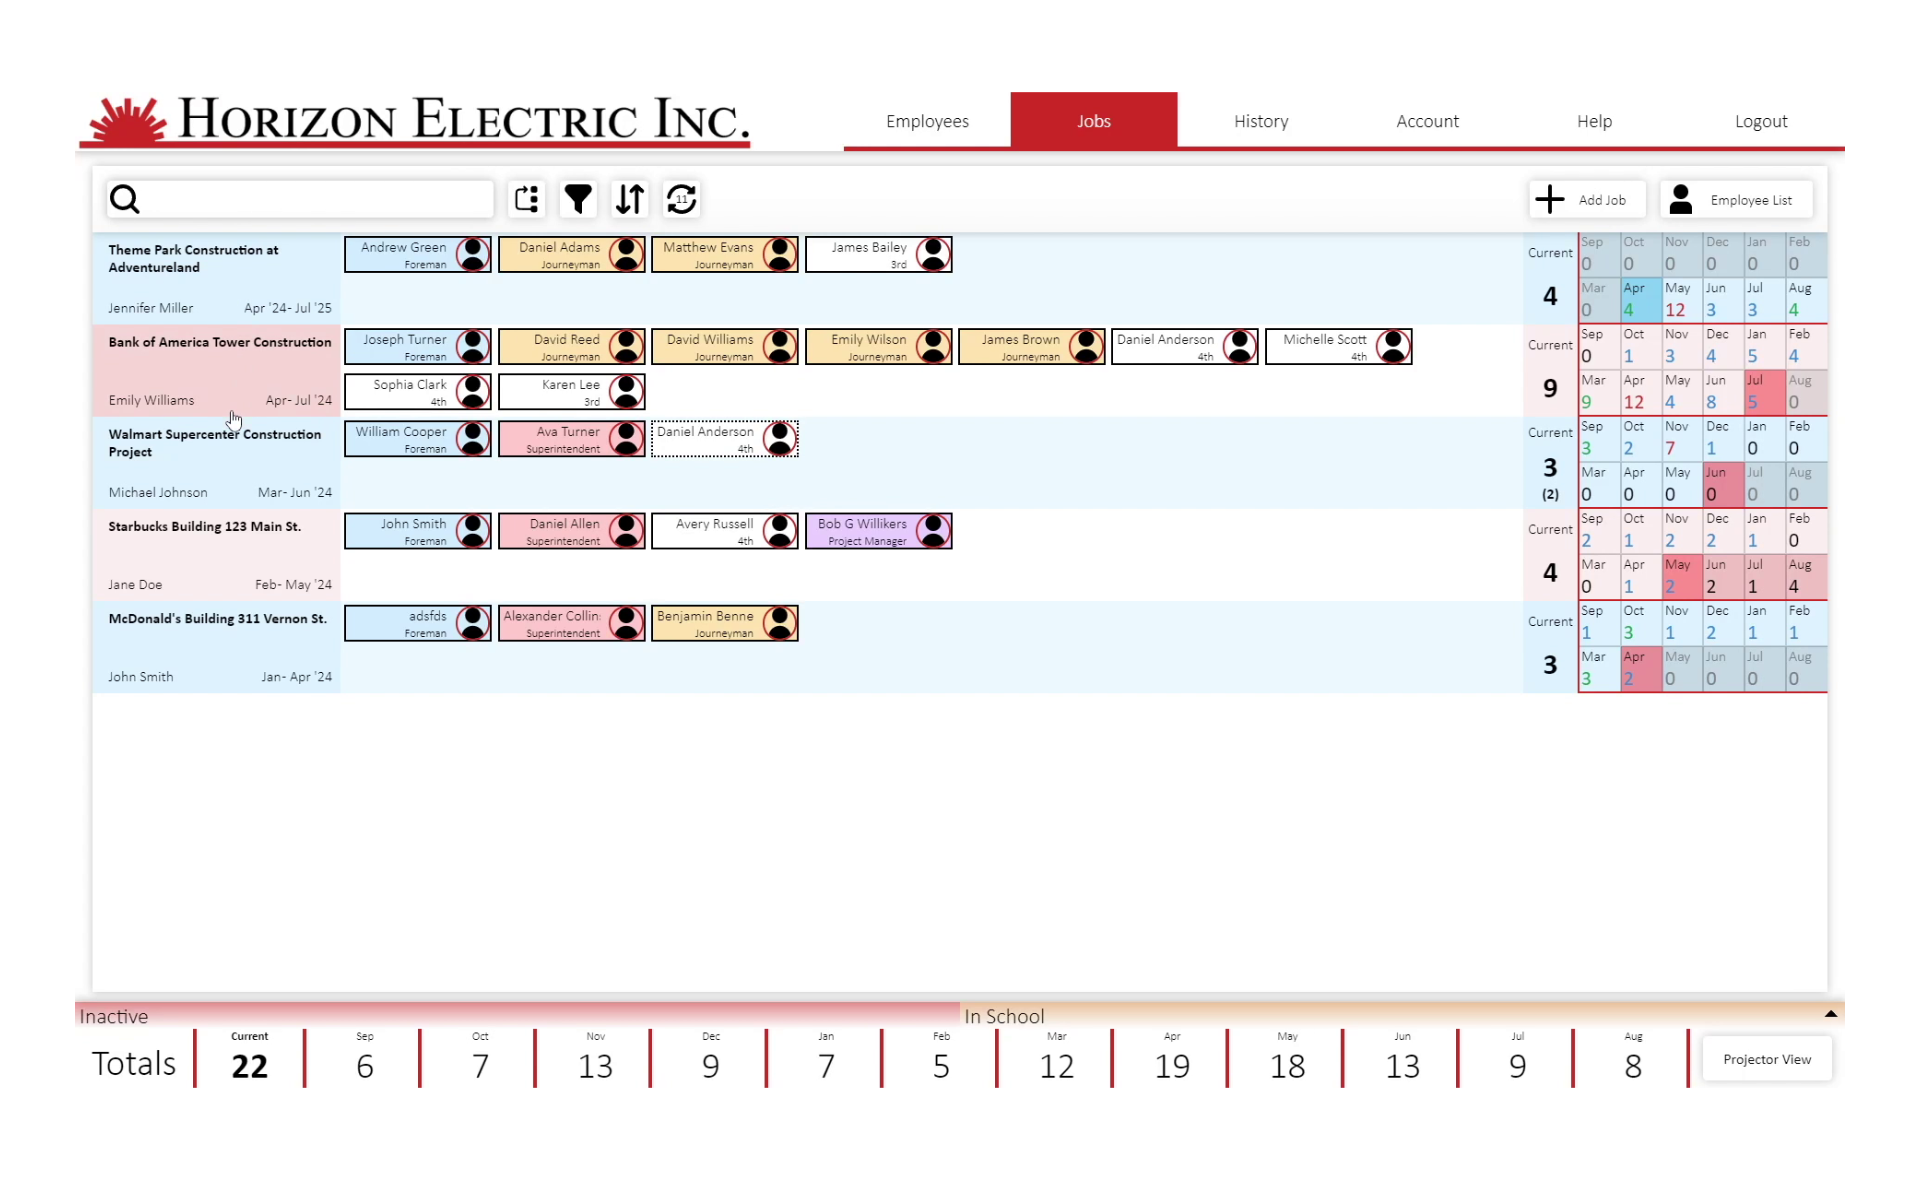 HORIZON ELECTRIC INC.
Employees
Jobs
History
Account
Help
Logout
11
Add Job
Employee List
Theme Park Construction at
Adventureland
Jennifer Miller Apr '24- Jul '25
Andrew Green
Foreman
Daniel Adams
Journeyman
Matthew Evans
Journeyman
James Bailey
3rd
Current
4
Sep Oct Nov Dec Jan Feb
0 0 0 0 0 0
Mar Apr May Jun Jul Aug
0 4 12 3 3 4
Bank of America Tower Construction
Emily Williams Apr- Jul '24
Joseph Turner
Foreman
David Reed
Journeyman
David Williams
Journeyman
Emily Wilson
Journeyman
James Brown
Journeyman
Daniel Anderson
4th
Michelle Scott
4th
Sophia Clark
4th
Karen Lee
3rd
Current
9
Sep Oct Nov Dec Jan Feb
0 1 3 4 5 4
Mar Apr May Jun Jul Aug
9 12 4 8 5 0
Walmart Supercenter Construction
Project
Michael Johnson Mar- Jun '24
William Cooper
Foreman
Ava Turner
Superintendent
Daniel Anderson
4th
Current
3
(2)
Sep Oct Nov Dec Jan Feb
3 2 7 1 0 0
Mar Apr May Jun Jul Aug
0 0 0 0 0 0
Starbucks Building 123 Main St.
Jane Doe Feb- May '24
John Smith
Foreman
Daniel Allen
Superintendent
Avery Russell
4th
Bob G Willikers
Project Manager
Current
4
Sep Oct Nov Dec Jan Feb
2 1 2 2 1 0
Mar Apr May Jun Jul Aug
0 1 2 2 1 4
McDonald's Building 311 Vernon St.
John Smith Jan- Apr '24
adsfds
Foreman
Alexander Collin
Superintendent
Benjamin Benne
Journeyman
Current
3
Sep Oct Nov Dec Jan Feb
1 3 1 2 1 1
Mar Apr May Jun Jul Aug
3 2 0 0 0 0
Inactive
In School
Totals
Current Sep Oct Nov Dec Jan Feb Mar Apr May Jun Jul Aug
22 6 7 13 9 7 5 12 19 18 13 9 8
Projector View